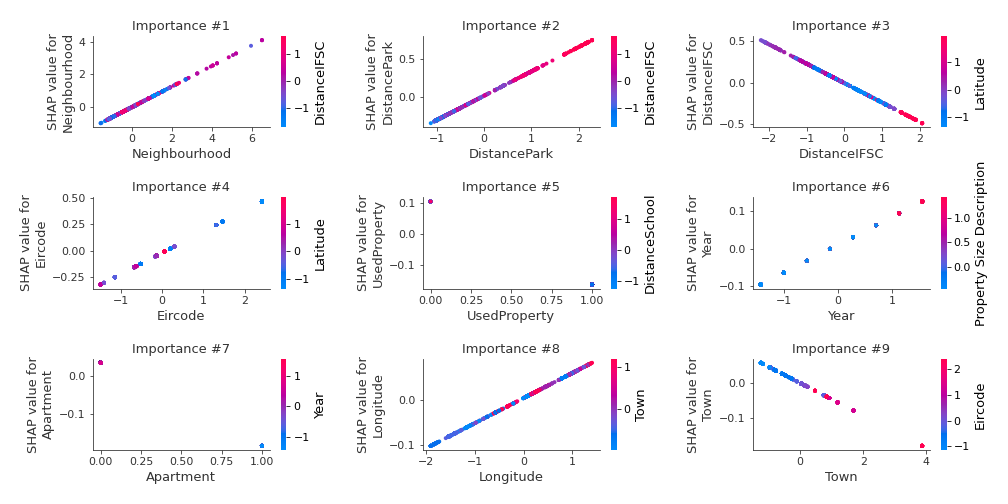 Importance #1
SHAP value for
Neighbourhood
4
2
0
0
2
4
6
Neighbourhood
1
0
−1
DistanceIFSC
Importance #2
SHAP value for
DistancePark
0.5
0.0
−1
0
1
2
DistancePark
1
0
−1
DistanceIFSC
Importance #3
SHAP value for
DistanceIFSC
0.5
0.0
−0.5
−2
−1
0
1
2
DistanceIFSC
1
0
−1
Latitude
Importance #4
SHAP value for
Eircode
0.50
0.25
0.00
−0.25
−1
0
1
2
Eircode
1
0
−1
Latitude
Importance #5
SHAP value for
UsedProperty
0.1
0.0
−0.1
0.00
0.25
0.50
0.75
1.00
UsedProperty
1
0
−1
DistanceSchool
Importance #6
SHAP value for
Year
0.1
0.0
−0.1
−1
0
1
Year
1.0
0.5
0.0
Property Size Description
Importance #7
SHAP value for
Apartment
0.0
−0.1
0.00
0.25
0.50
0.75
1.00
Apartment
1
0
−1
Year
Importance #8
SHAP value for
Longitude
0.0
−0.1
−2
−1
0
1
Longitude
1
0
Town
Importance #9
SHAP value for
Town
0.0
−0.1
0
2
4
Town
2
1
0
−1
Eircode